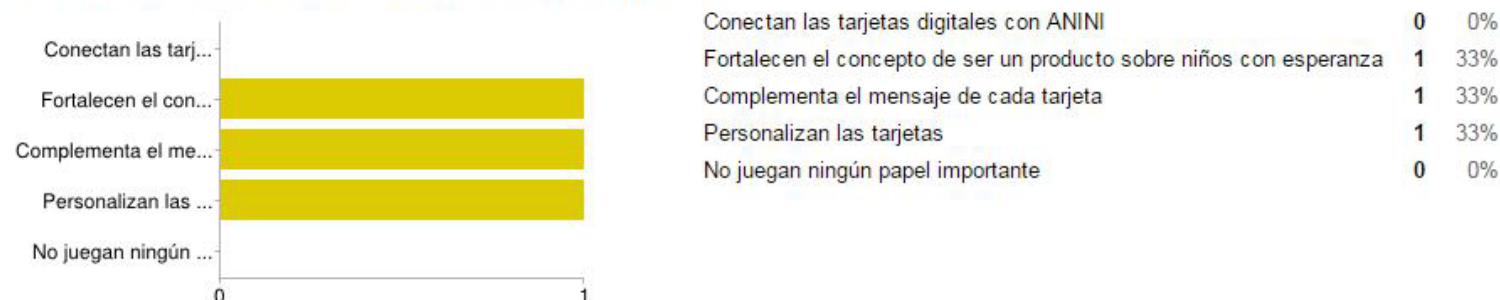 Conectan las tarj...
Fortalecen el con...
Complementa el me...
Personalizan las ...
No juegan ningún ...
0 1
Conectan las tarjetas digitales con ANINI 0 0%
Fortalecen el concepto de ser un producto sobre niños con esperanza 1 33%
Complementa el mensaje de cada tarjeta 1 33%
Personalizan las tarjetas 1 33%
No juegan ningún papel importante 0 0%